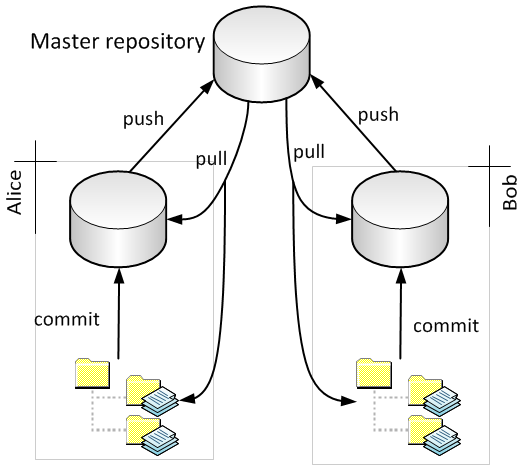 Master repository
push
push
pull
pull
Alice
Bob
commit
commit